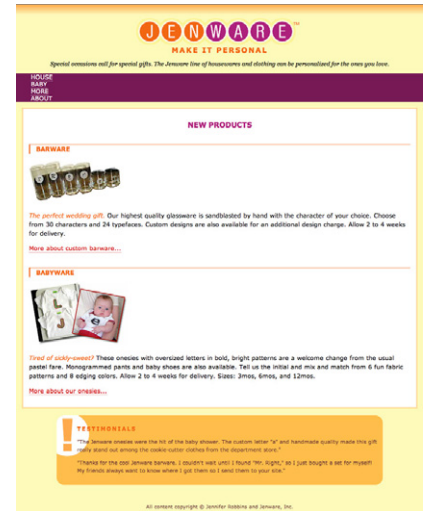 JENWARE™
MAKE IT PERSONAL
Special occasions call for special gifts. The Jenware line of housewares and clothing can be personalized for the ones you love.
HOUSE
BABY
MORE
ABOUT
NEW PRODUCTS
BARWARE
The perfect wedding gift. Our highest quality glassware is sandblasted by hand with the character of your choice. Choose
from 30 characters and 24 typefaces. Custom designs are also available for an additional design charge. Allow 2 to 4 weeks
for delivery.
More about custom barware...
BABYWARE
Tired of sickly-sweet? These onesies with oversized letters in bold, bright patterns are a welcome change from the usual
pastel fare. Monogrammed pants and baby shoes are also available. Tell us the initial and mix and match from 6 fun fabric
patterns and 8 edging colors. Allow 2 to 4 weeks for delivery. Sizes: 3mos, 6mos, and 12mos.
More about our onesies...
!
TESTIMONIALS
"The Jenware onesies were the hit of the baby shower. The custom letter "a" and handmade quality made this gift
really stand out among the cookie-cutter clothes from the department store."
"Thanks for the cool Jenware barware. I couldn't wait until I found "Mr. Right," so I just bought a set for myself!
My friends always want to know where I got them so I send them to your site."
All content copyright © Jennifer Robbins and Jenware, Inc.